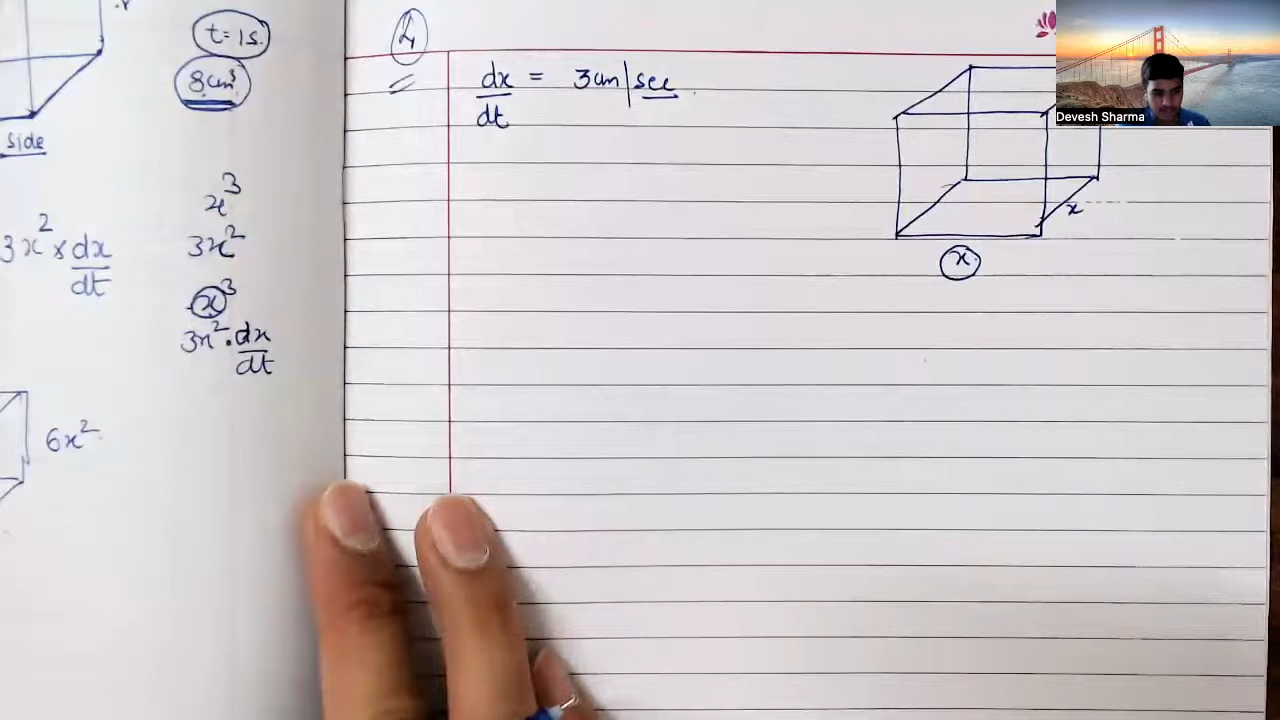 t=1s.
8cm³.
side
x³
3x² × dx/dt
3x²
x³
3x². dx/dt
6x²
4
dx/dt = 3cm|sec.
x
x
Devesh Sharma